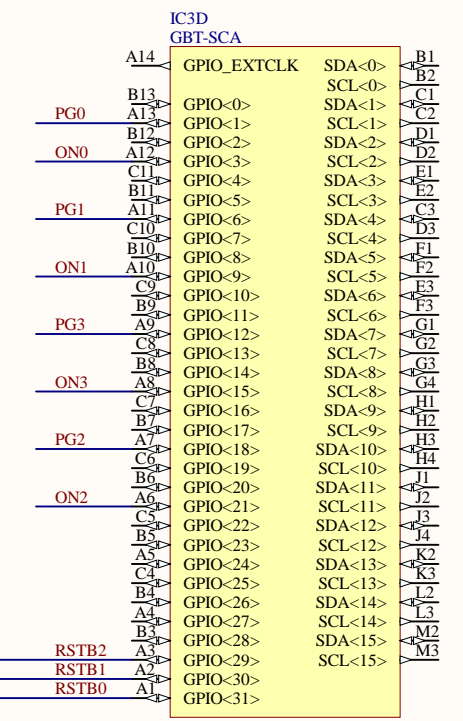 IC3D
GBT-SCA
A14 GPIO_EXTCLK SDA<0> B1
SCL<0> B2
B13 GPIO<0> SDA<1> C1
PG0 A13 GPIO<1> SCL<1> C2
B12 GPIO<2> SDA<2> D1
ON0 A12 GPIO<3> SCL<2> D2
C11 GPIO<4> SDA<3> E1
B11 GPIO<5> SCL<3> E2
PG1 A11 GPIO<6> SDA<4> C3
C10 GPIO<7> SCL<4> D3
B10 GPIO<8> SDA<5> F1
ON1 A10 GPIO<9> SCL<5> F2
C9 GPIO<10> SDA<6> E3
B9 GPIO<11> SCL<6> F3
PG3 A9 GPIO<12> SDA<7> G1
C8 GPIO<13> SCL<7> G2
B8 GPIO<14> SDA<8> G3
ON3 A8 GPIO<15> SCL<8> G4
C7 GPIO<16> SDA<9> H1
B7 GPIO<17> SCL<9> H2
PG2 A7 GPIO<18> SDA<10> H3
C6 GPIO<19> SCL<10> H4
B6 GPIO<20> SDA<11> J1
ON2 A6 GPIO<21> SCL<11> J2
C5 GPIO<22> SDA<12> J3
B5 GPIO<23> SCL<12> J4
A5 GPIO<24> SDA<13> K2
C4 GPIO<25> SCL<13> K3
B4 GPIO<26> SDA<14> L2
A4 GPIO<27> SCL<14> L3
B3 GPIO<28> SDA<15> M2
RSTB2 A3 GPIO<29> SCL<15> M3
RSTB1 A2 GPIO<30>
RSTB0 A1 GPIO<31>